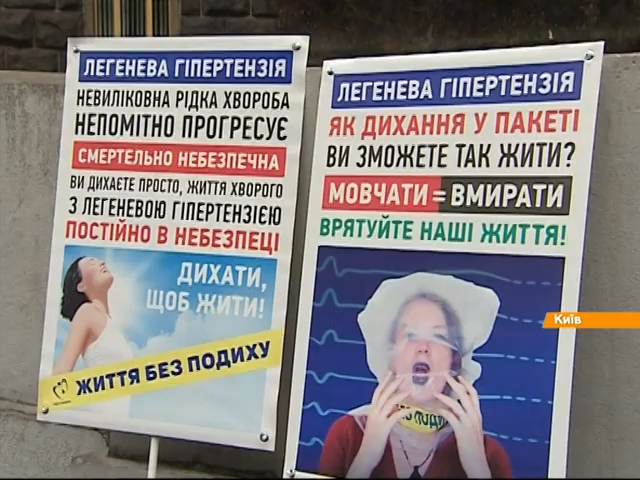 ЛЕГЕНЕВА ГІПЕРТЕНЗІЯ
НЕВИЛІКОВНА РІДКА ХВОРОБА
НЕПОМІТНО ПРОГРЕСУЄ
СМЕРТЕЛЬНО НЕБЕЗПЕЧНА
ВИ ДИХАЄТЕ ПРОСТО, ЖИТТЯ ХВОРОГО
З ЛЕГЕНЕВОЮ ГІПЕРТЕНЗІЄЮ
ПОСТІЙНО В НЕБЕЗПЕЦІ
ДИХАТИ,
ЩОБ ЖИТИ!
ЖИТТЯ БЕЗ ПОДИХУ
ЛЕГЕНЕВА ГІПЕРТЕНЗІЯ
ЯК ДИХАННЯ У ПАКЕТІ
ВИ ЗМОЖЕТЕ ТАК ЖИТИ?
МОВЧАТИ = ВМИРАТИ
ВРЯТУЙТЕ НАШІ ЖИТТЯ!
Київ